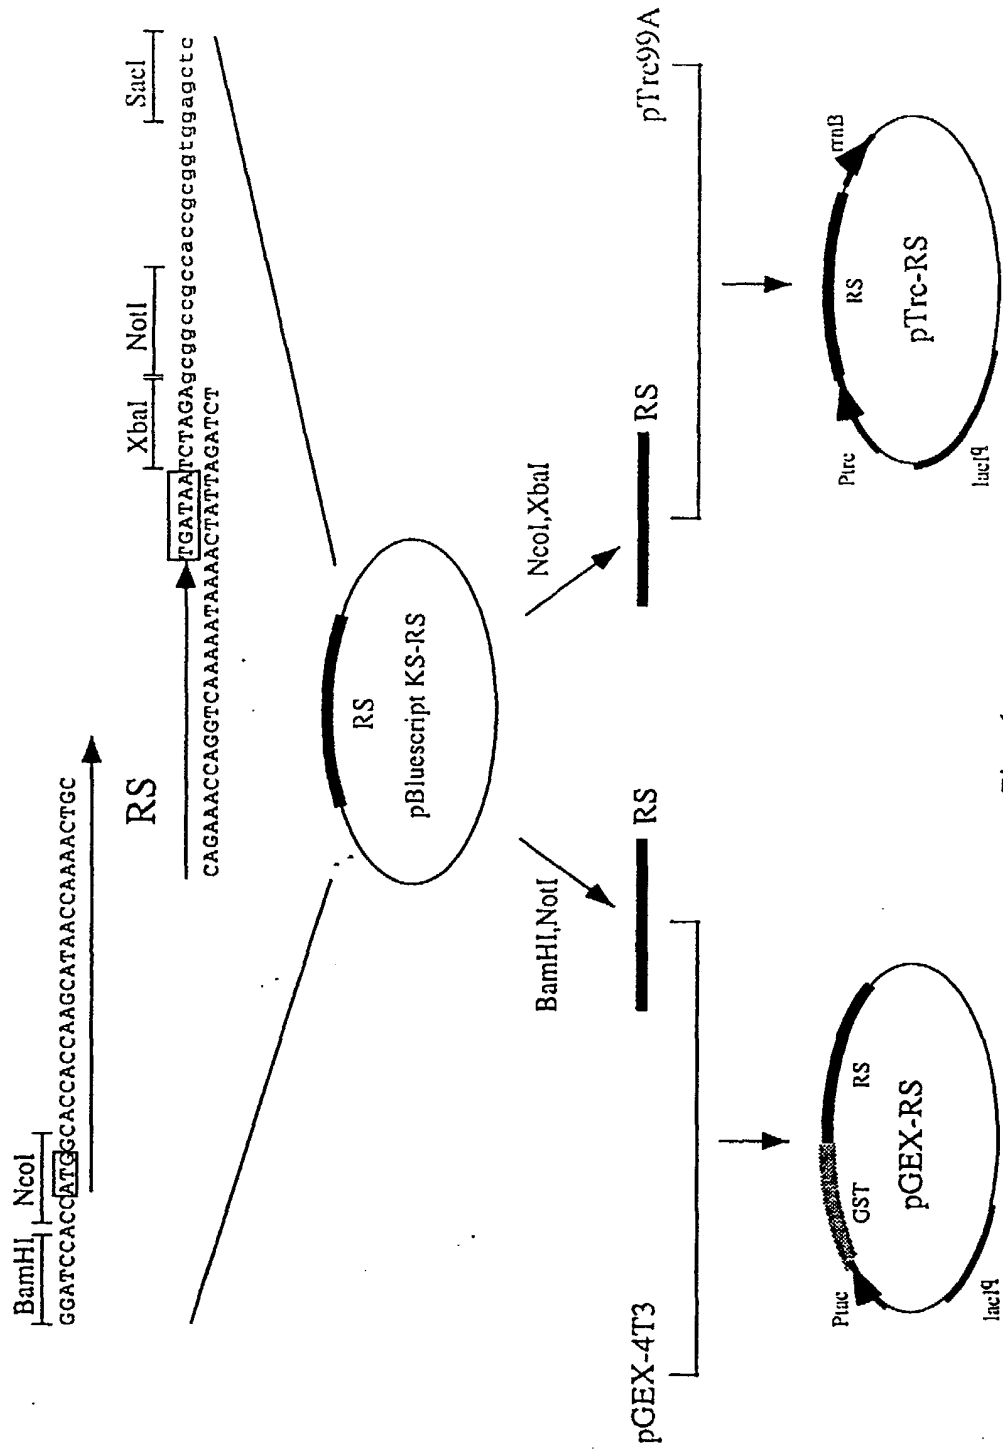 BamHI NcoI
GGATCCACCATGGCACCACCAAGCATAACCAAAACTGC
RS
XbaI NotI SacI
TGATAATCTAGAgcggccgccaccgcggtggagctc
CAGAAACCAGGTCAAAAATAAAACTATTAGATCT
RS
pBluescript KS-RS
BamHI,NotI
NcoI,XbaI
pGEX-4T3
RS
RS
pTrc99A
Ptac
GST
RS
pGEX-RS
lacIq
Ptrc
RS
rrnB
pTrc-RS
lacIq